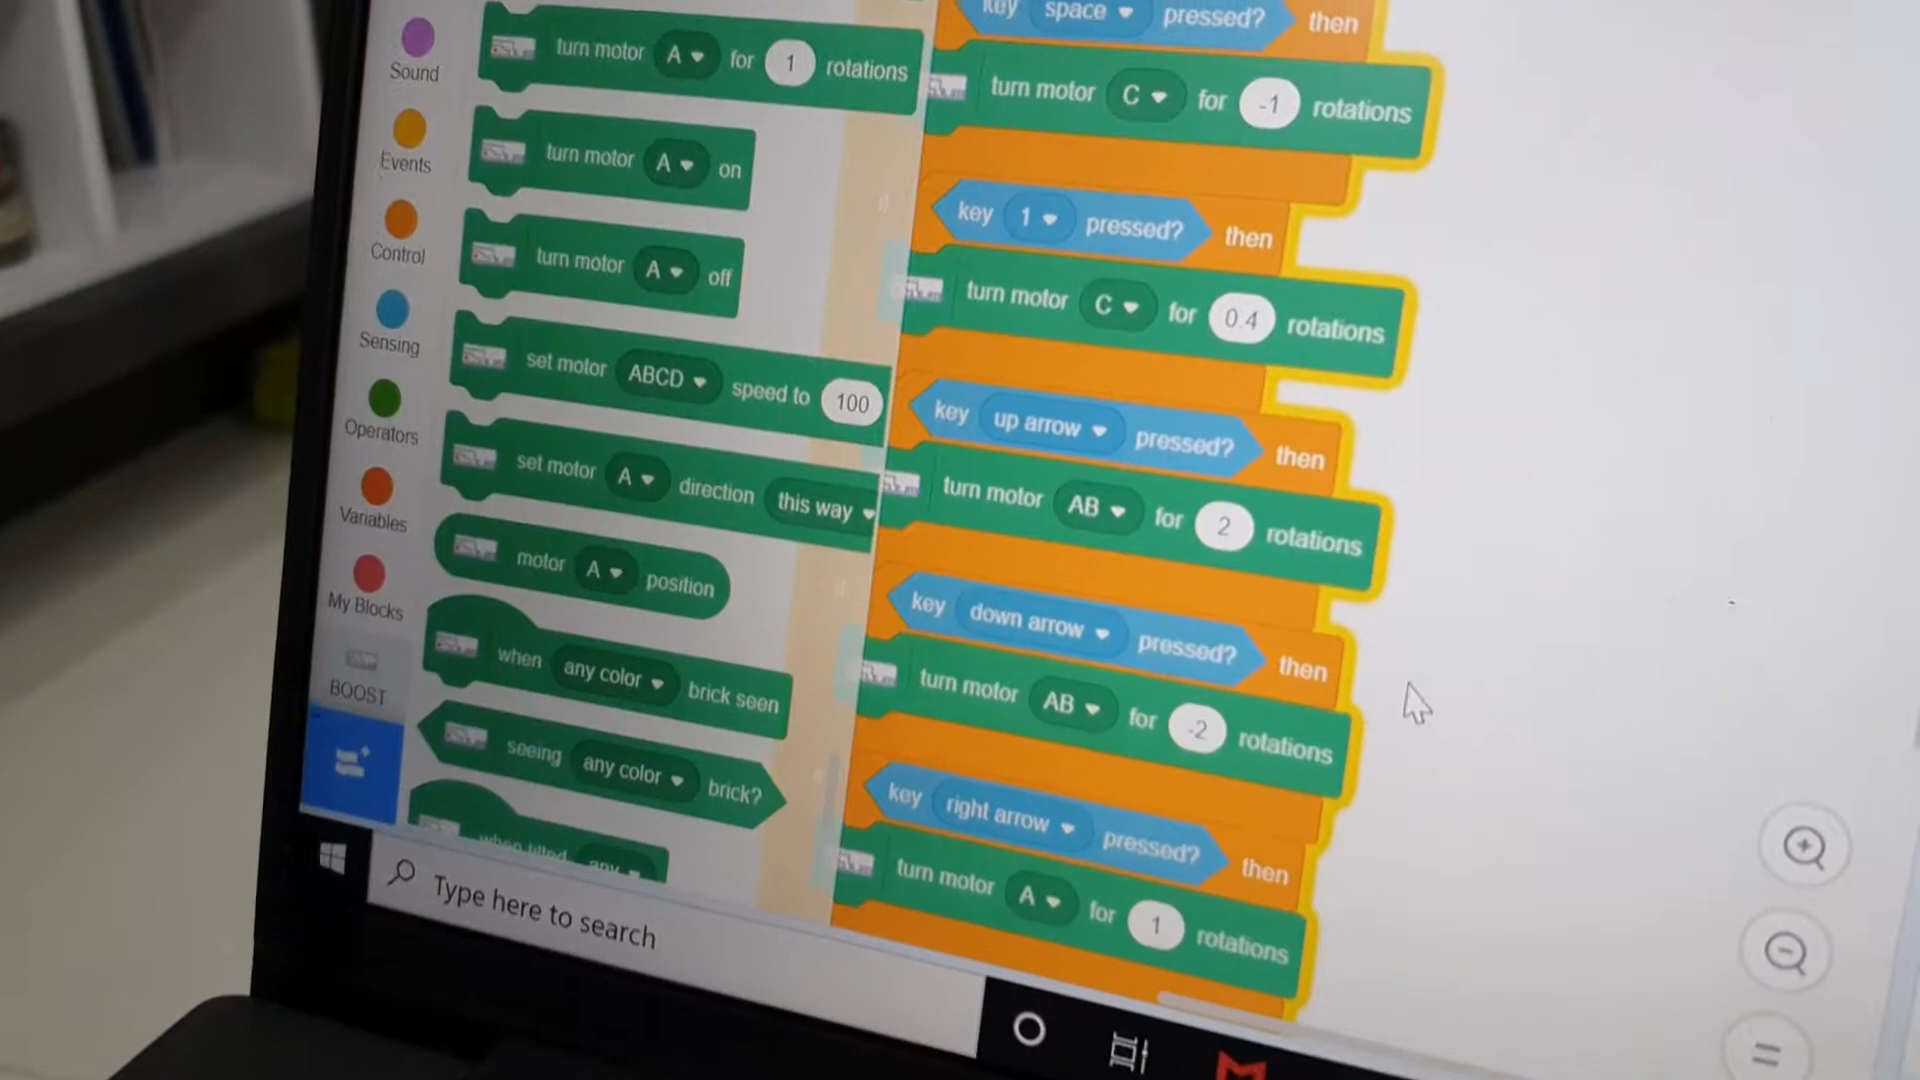 Sound
Events
Control
Sensing
Operators
Variables
My Blocks
BOOST
turn motor A for 1 rotations
turn motor A on
turn motor A off
set motor ABCD speed to 100
set motor A direction this way
motor A position
when any color brick seen
seeing any color brick?
when tilted any
key space pressed? then
turn motor C for -1 rotations
key 1 pressed? then
turn motor C for 0.4 rotations
key up arrow pressed? then
turn motor AB for 2 rotations
key down arrow pressed? then
turn motor AB for -2 rotations
key right arrow pressed? then
turn motor A for 1 rotations
Type here to search